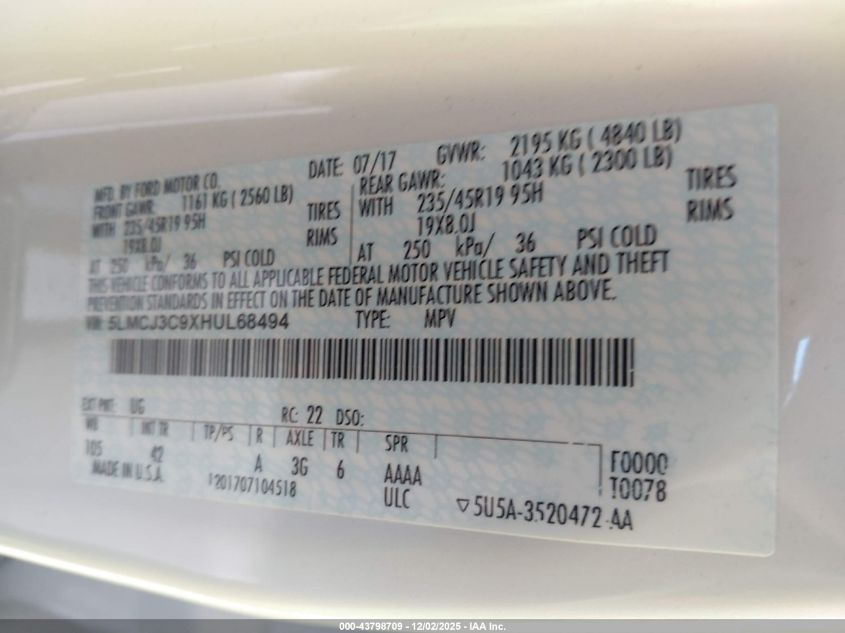 MFD. BY FORD MOTOR CO.
DATE: 07/17 GVWR: 2195 KG ( 4840 LB)
FRONT GAWR: 1161 KG ( 2560 LB)
REAR GAWR: 1043 KG ( 2300 LB)
WITH 235/45R19 95H TIRES
WITH 235/45R19 95H TIRES
19X8.0J RIMS
19X8.0J RIMS
AT 250 kPa/ 36 PSI COLD
AT 250 kPa/ 36 PSI COLD
THIS VEHICLE CONFORMS TO ALL APPLICABLE FEDERAL MOTOR VEHICLE SAFETY AND THEFT
PREVENTION STANDARDS IN EFFECT ON THE DATE OF MANUFACTURE SHOWN ABOVE.
VIN: 5LMCJ3C9XHUL68494 TYPE: MPV
EXT PNT: UG RC: 22 DSO:
WB INT TR TP/PS R AXLE TR SPR
105 42 A 3G 6 AAAA F0000
MADE IN U.S.A. 201707104518 ULC T0078
▽5U5A-3520472-AA
000-43798709 - 12/02/2025 - IAA Inc.